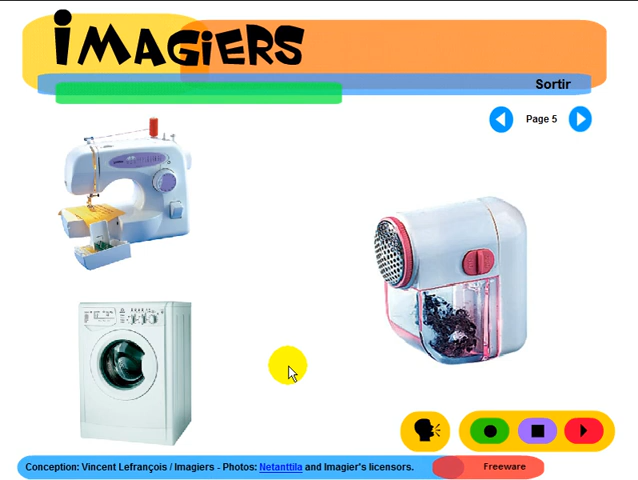 iMAGiERS
Sortir
Page 5
Conception: Vincent Lefrançois / Imagiers - Photos: Netanttila and Imagier's licensors.
Freeware